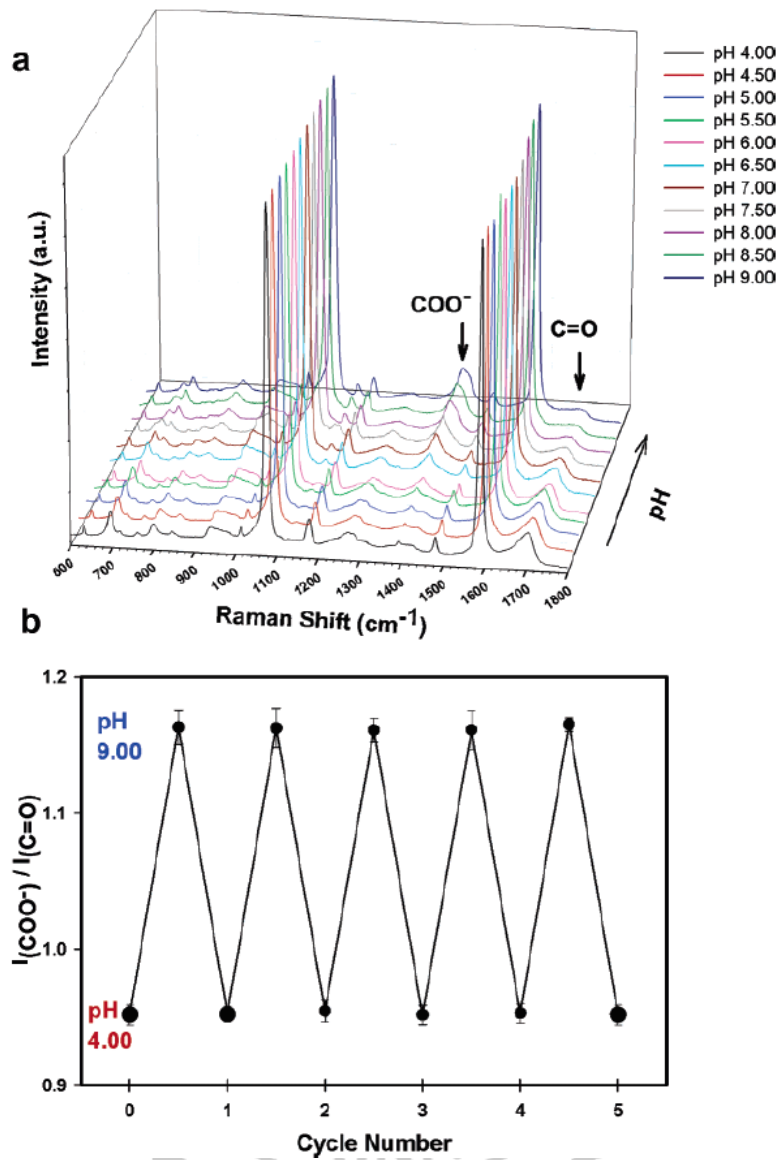 a
Intensity (a.u.)
COO⁻
C=O
pH 4.00
pH 4.50
pH 5.00
pH 5.50
pH 6.00
pH 6.50
pH 7.00
pH 7.50
pH 8.00
pH 8.50
pH 9.00
pH
600 700 800 900 1000 1100 1200 1300 1400 1500 1600 1700 1800
Raman Shift (cm⁻¹)
b
I(COO⁻) / I(C=O)
1.2
1.1
1.0
0.9
pH
9.00
pH
4.00
0 1 2 3 4 5
Cycle Number